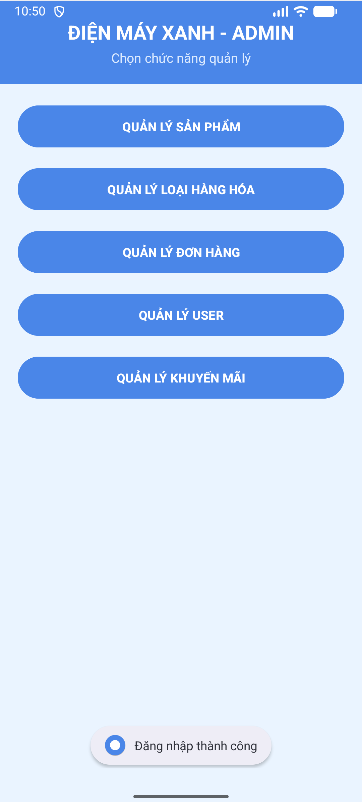 10:50
ĐIỆN MÁY XANH - ADMIN
Chọn chức năng quản lý
QUẢN LÝ SẢN PHẨM
QUẢN LÝ LOẠI HÀNG HÓA
QUẢN LÝ ĐƠN HÀNG
QUẢN LÝ USER
QUẢN LÝ KHUYẾN MÃI
Đăng nhập thành công